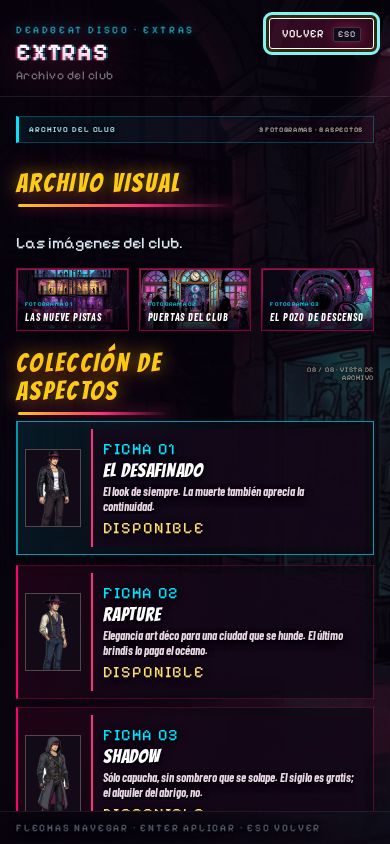 DEADBEAT DISCO · EXTRAS
EXTRAS
Archivo del club
VOLVER ESC
ARCHIVO DEL CLUB
3 FOTOGRAMAS · 8 ASPECTOS
ARCHIVO VISUAL
Las imágenes del club.
FOTOGRAMA 01
LAS NUEVE PISTAS
FOTOGRAMA 02
PUERTAS DEL CLUB
FOTOGRAMA 03
EL POZO DE DESCENSO
COLECCIÓN DE
ASPECTOS
08 / 08 · VISTA DE
ARCHIVO
FICHA 01
EL DESAFINADO
El look de siempre. La muerte también aprecia la
continuidad.
DISPONIBLE
FICHA 02
RAPTURE
Elegancia art déco para una ciudad que se hunde. El último
brindis lo paga el océano.
DISPONIBLE
FICHA 03
SHADOW
Sólo capucha, sin sombrero que se solape. El sigilo es gratis;
el alquiler del abrigo, no.
DISPONIBLE
FLECHAS NAVEGAR · ENTER APLICAR · ESC VOLVER